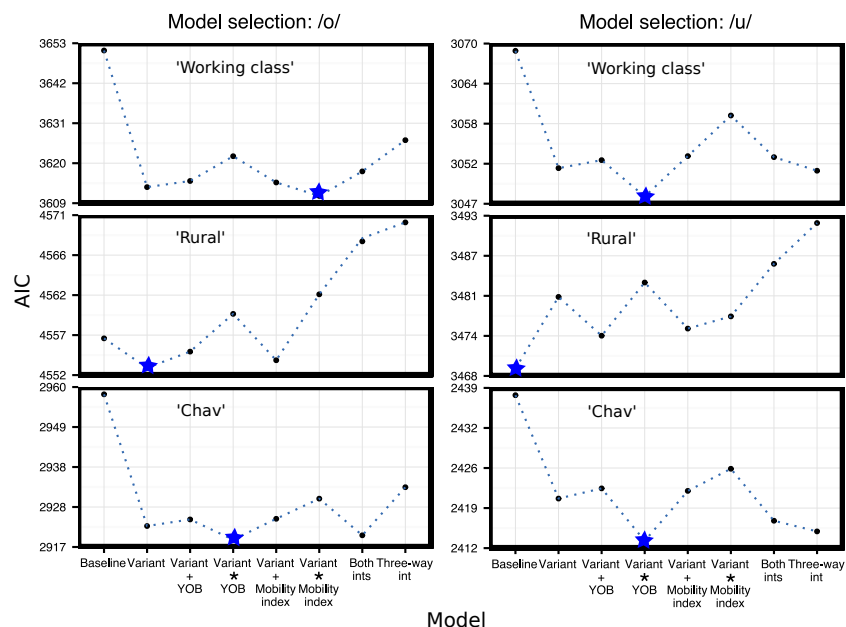 Model selection: /o/
Model selection: /u/
3653
3642
3631
3620
3609
'Working class'
3070
3064
3058
3052
3047
'Working class'
4571
4566
4562
4557
4552
'Rural'
3493
3487
3481
3474
3468
'Rural'
AIC
2960
2949
2938
2928
2917
'Chav'
2439
2432
2426
2419
2412
'Chav'
Baseline
Variant
Variant
+
YOB
Variant
*
YOB
Variant
+
Mobility
index
Variant
*
Mobility
index
Both
ints
Three-way
int
Baseline
Variant
Variant
+
YOB
Variant
*
YOB
Variant
+
Mobility
index
Variant
*
Mobility
index
Both
ints
Three-way
int
Model